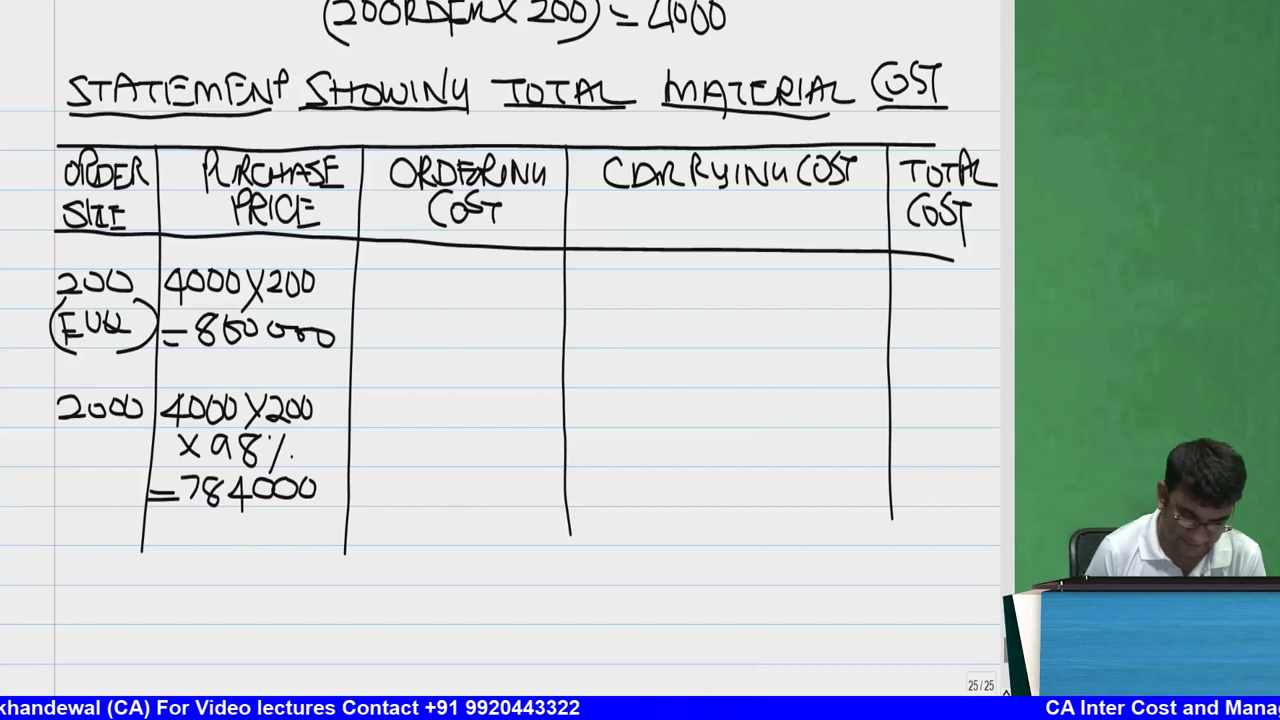 (20 ORDER X 200) = 4000
STATEMENT SHOWING TOTAL MATERIAL COST
ORDER SIZE
PURCHASE PRICE
ORDERING COST
CARRYING COST
TOTAL COST
200 (EOQ)
4000 X 200
= 800000
2000
4000 X 200
X 98%
= 784000
25 / 25
khandewal (CA) For Video lectures Contact +91 9920443322
CA Inter Cost and Mana